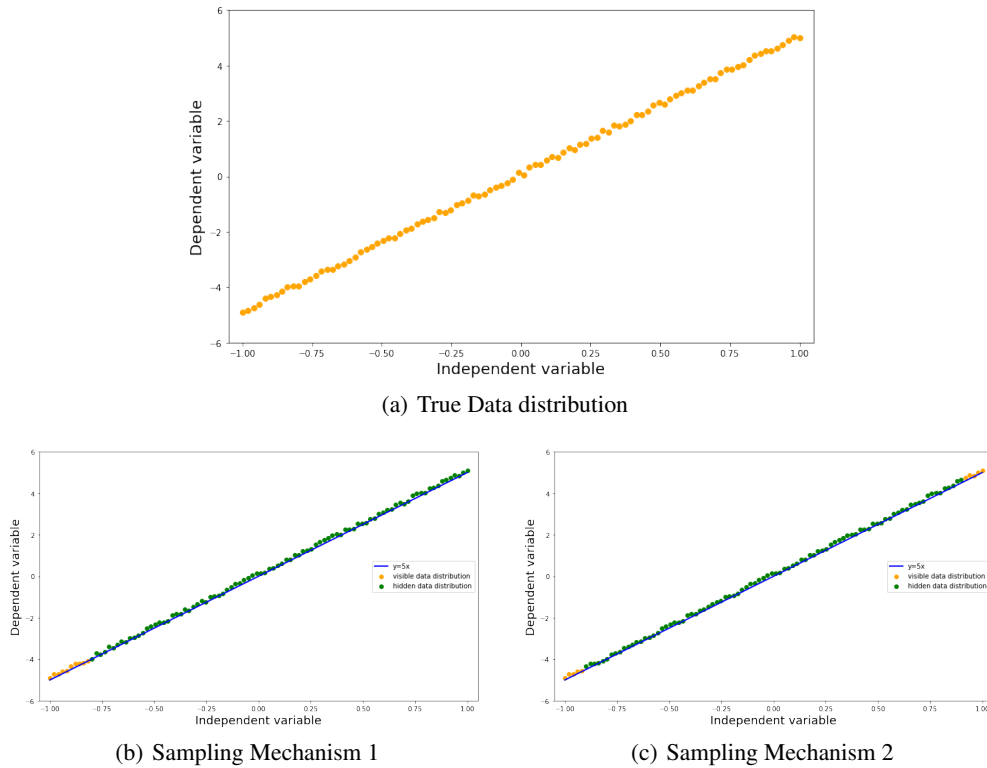 6
4
2
0
−2
−4
−6
Dependent variable
−1.00 −0.75 −0.50 −0.25 0.00 0.25 0.50 0.75 1.00
Independent variable
(a) True Data distribution
6
4
2
0
−2
−4
−6
Dependent variable
y=5x
visible data distribution
hidden data distribution
−1.00 −0.75 −0.50 −0.25 0.00 0.25 0.50 0.75 1.00
Independent variable
(b) Sampling Mechanism 1
6
4
2
0
−2
−4
−6
Dependent variable
y=5x
visible data distribution
hidden data distribution
−1.00 −0.75 −0.50 −0.25 0.00 0.25 0.50 0.75 1.00
Independent variable
(c) Sampling Mechanism 2